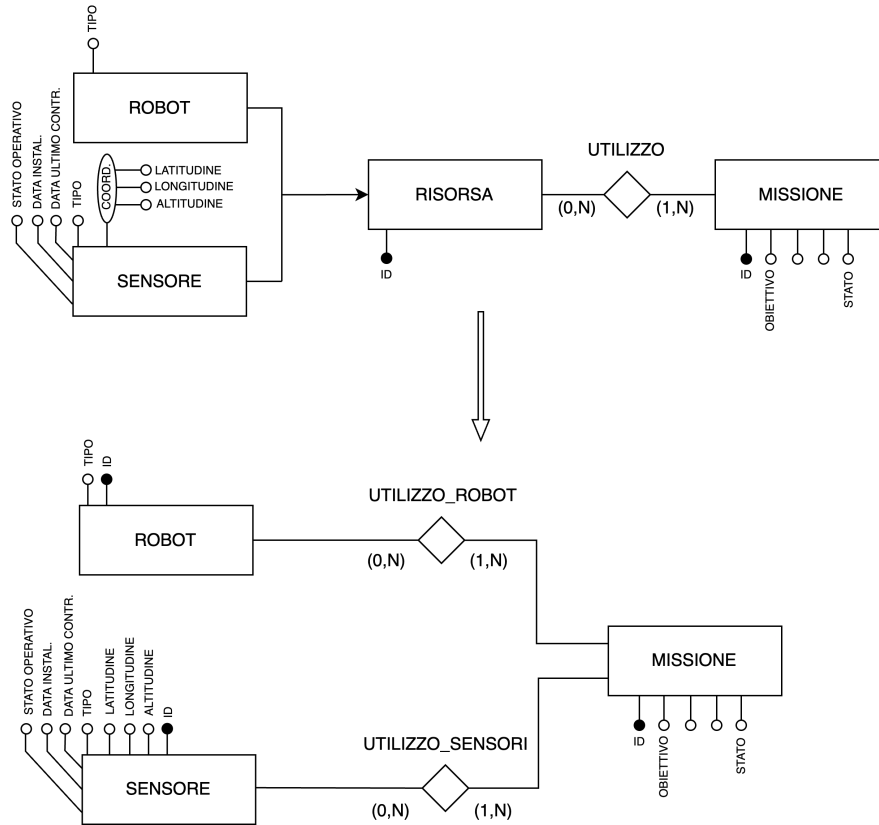 TIPO
ROBOT
STATO OPERATIVO
DATA INSTAL.
DATA ULTIMO CONTR.
TIPO
COORD.
LATITUDINE
LONGITUDINE
ALTITUDINE
SENSORE
RISORSA
ID
UTILIZZO
(0,N)
(1,N)
MISSIONE
ID
OBIETTIVO
STATO
TIPO
ID
ROBOT
UTILIZZO_ROBOT
(0,N)
(1,N)
STATO OPERATIVO
DATA INSTAL.
DATA ULTIMO CONTR.
TIPO
LATITUDINE
LONGITUDINE
ALTITUDINE
ID
SENSORE
UTILIZZO_SENSORI
(0,N)
(1,N)
MISSIONE
ID
OBIETTIVO
STATO